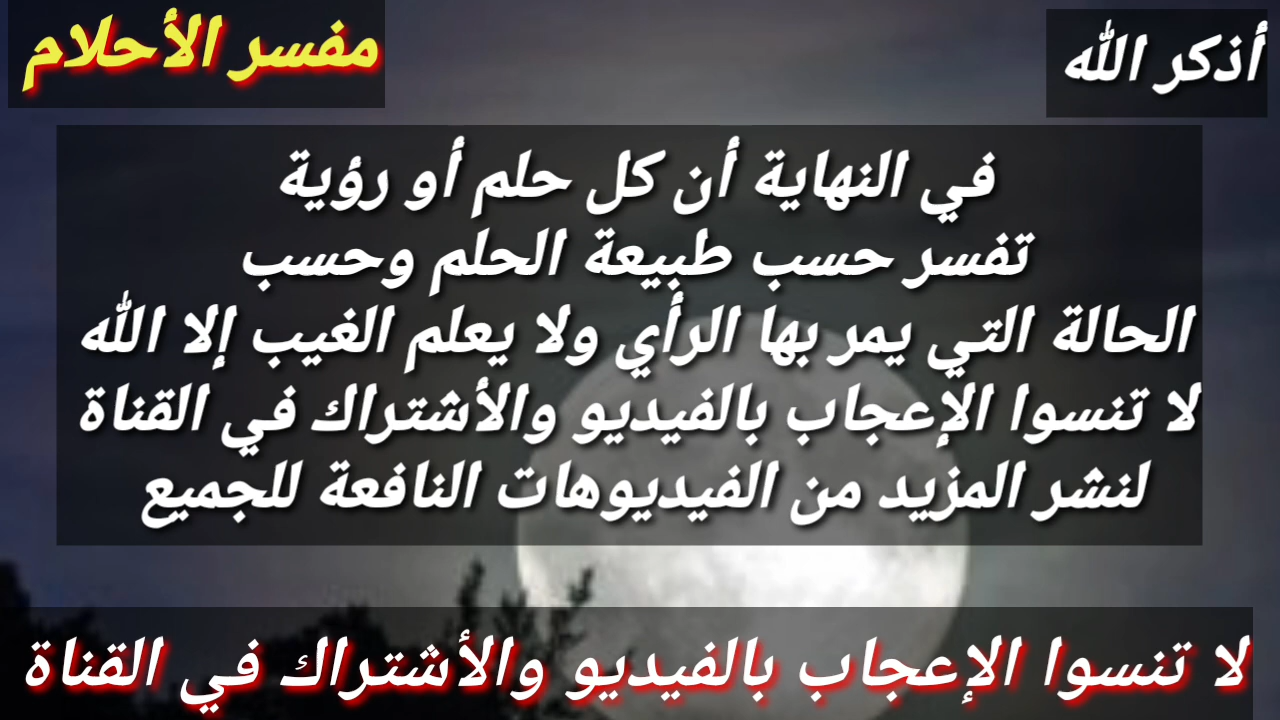 أذكر الله
مفسر الأحلام
في النهاية أن كل حلم أو رؤية
تفسر حسب طبيعة الحلم وحسب
الحالة التي يمر بها الرأي ولا يعلم الغيب إلا الله
لا تنسوا الإعجاب بالفيديو والأشتراك في القناة
لنشر المزيد من الفيديوهات النافعة للجميع
لا تنسوا الإعجاب بالفيديو والأشتراك في القناة